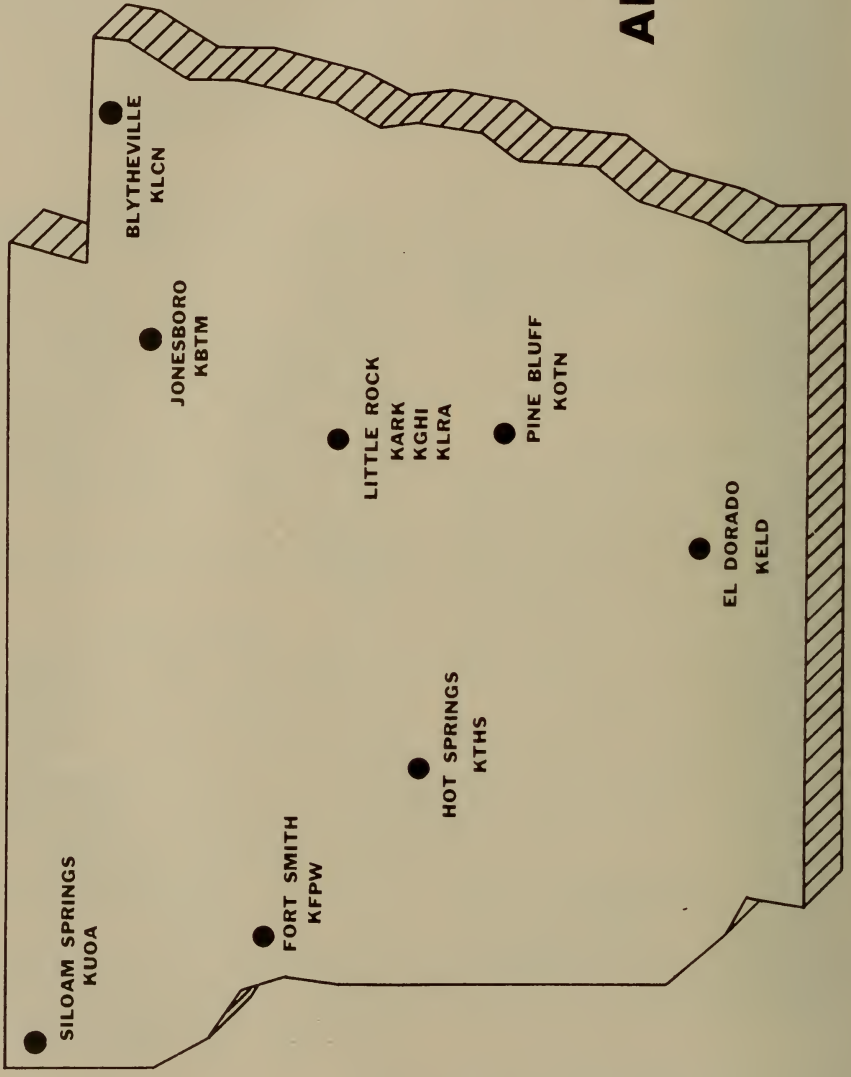 SILOAM SPRINGS
KUOA
FORT SMITH
KFPW
HOT SPRINGS
KTHS
LITTLE ROCK
KARK
KGHI
KLRA
PINE BLUFF
KOTN
EL DORADO
KELD
JONESBORO
KBTM
BLYTHEVILLE
KLCN